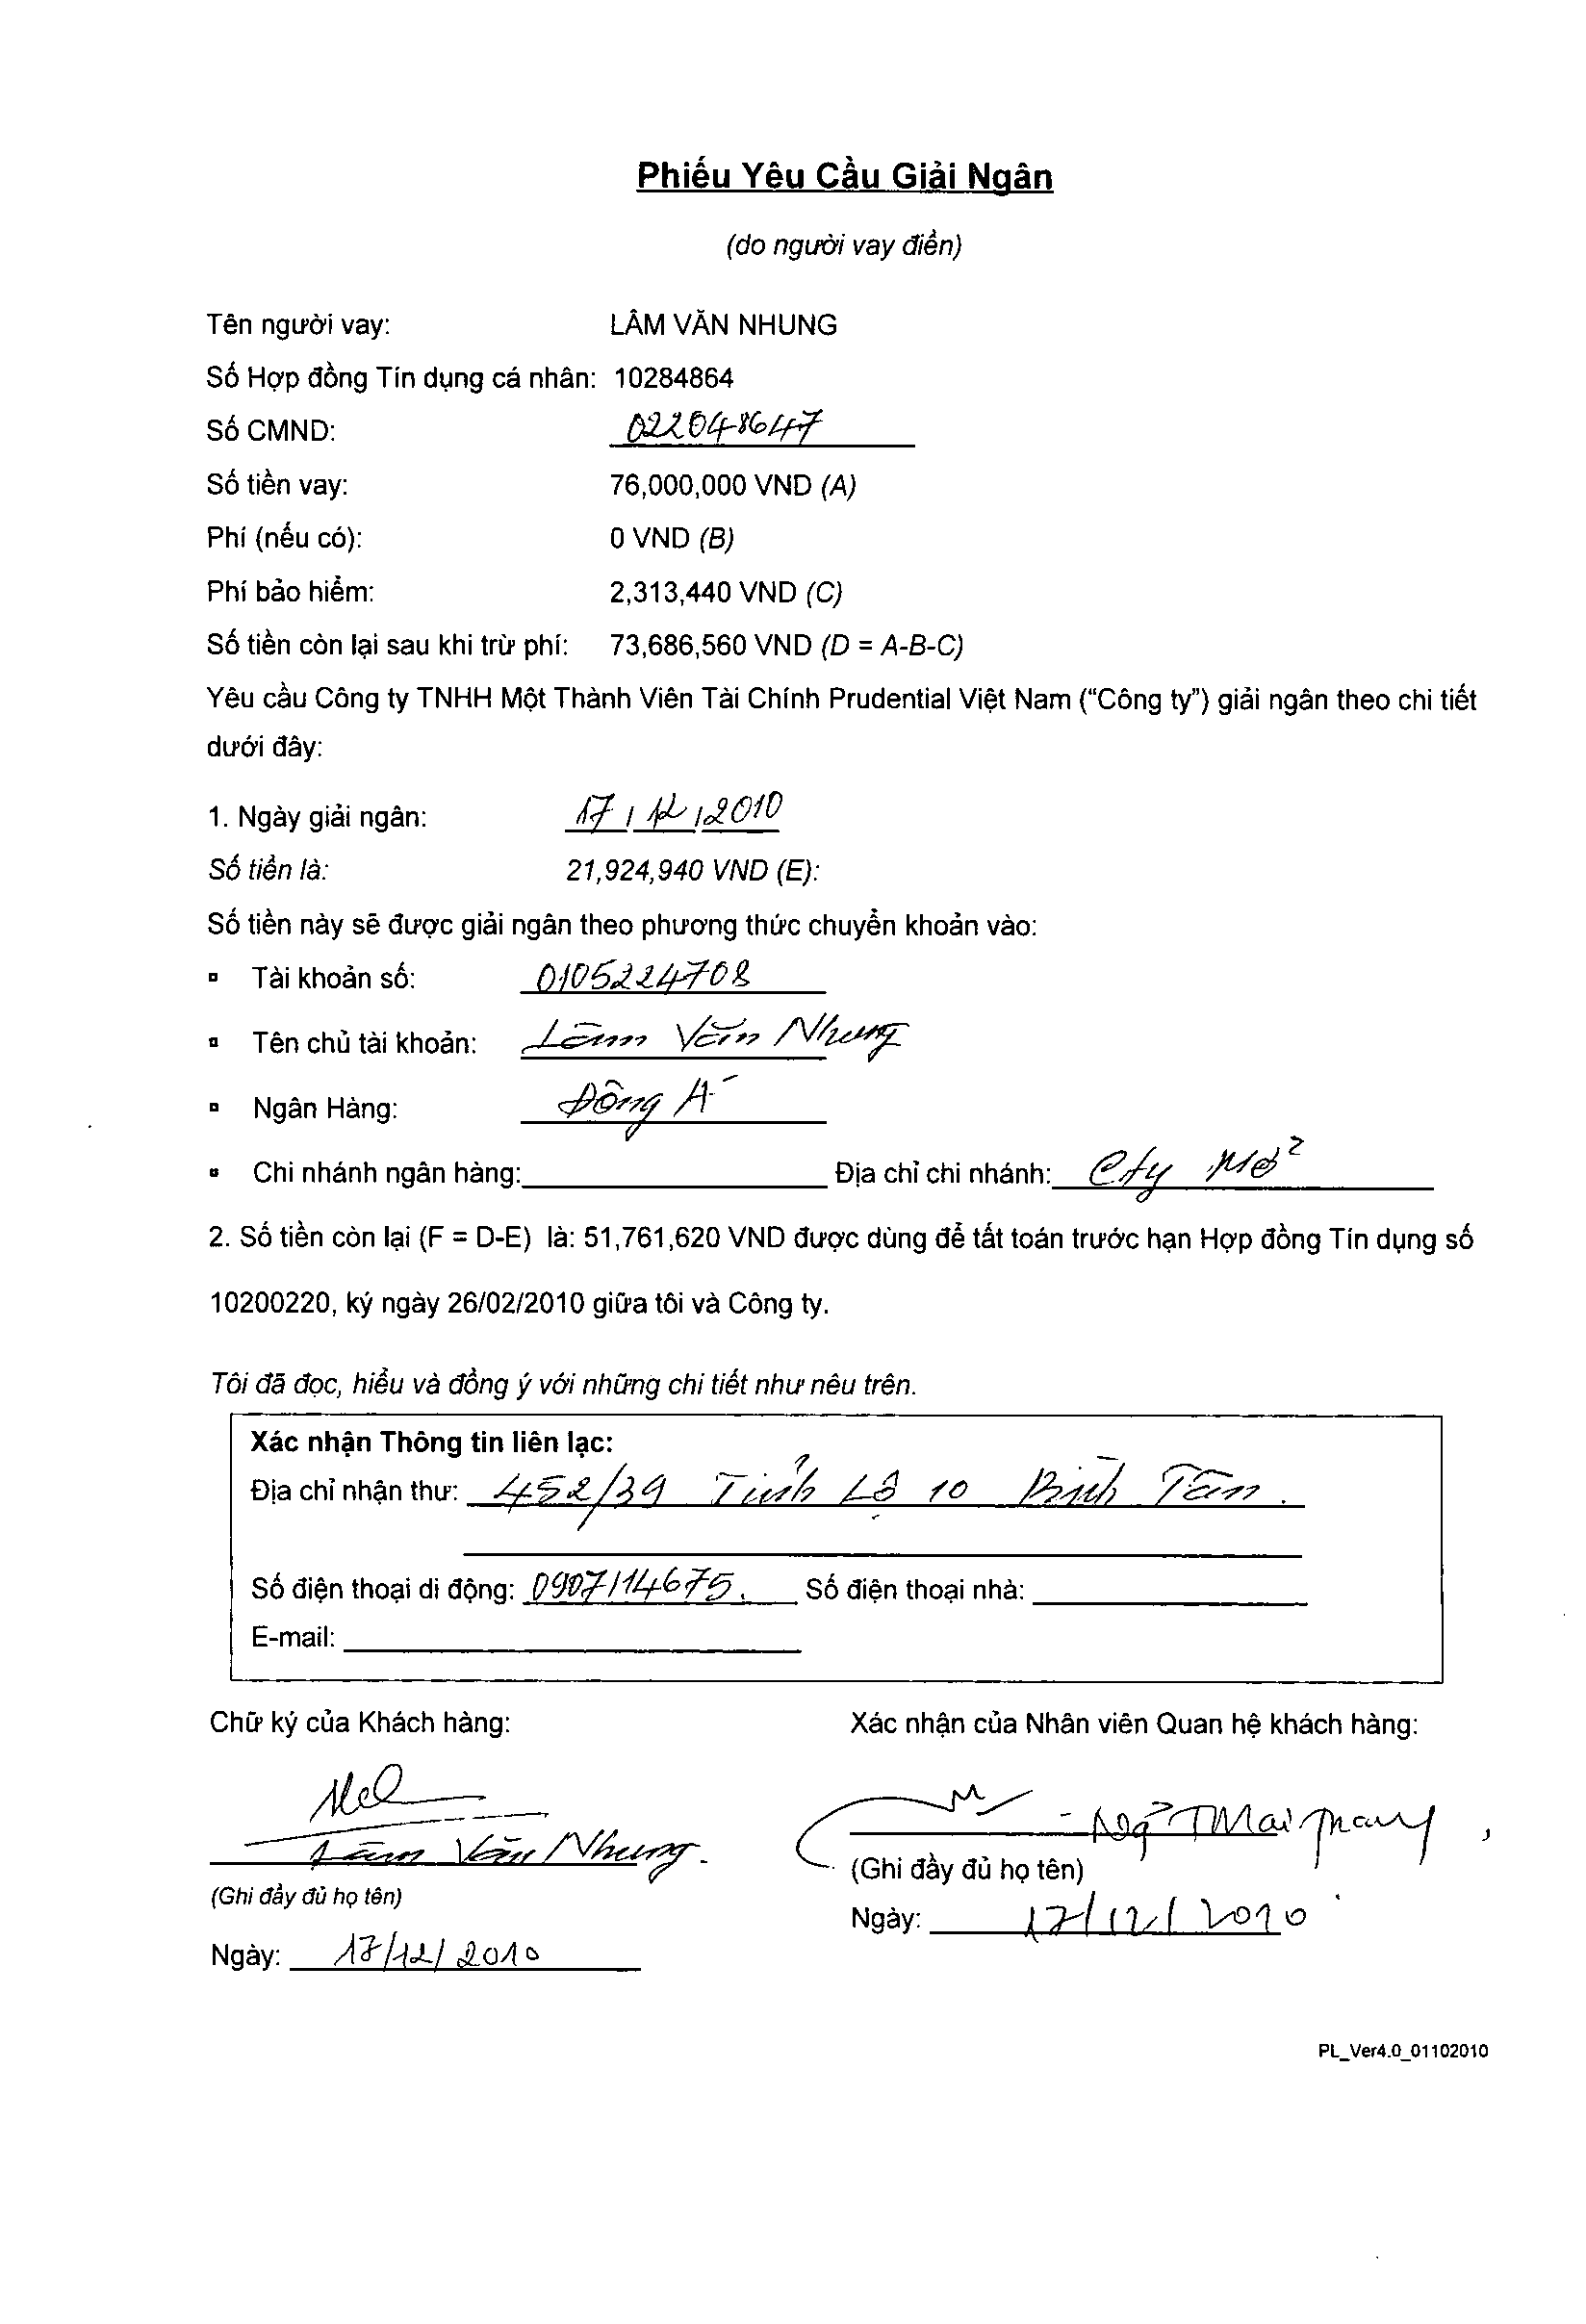 Phiếu Yêu Cầu Giải Ngân
(do người vay điền)
Tên người vay: LÂM VĂN NHUNG
Số Hợp đồng Tín dụng cá nhân: 10284864
Số CMND: 022048647
Số tiền vay: 76,000,000 VND (A)
Phí (nếu có): 0 VND (B)
Phí bảo hiểm: 2,313,440 VND (C)
Số tiền còn lại sau khi trừ phí: 73,686,560 VND (D = A-B-C)
Yêu cầu Công ty TNHH Một Thành Viên Tài Chính Prudential Việt Nam (“Công ty”) giải ngân theo chi tiết
dưới đây:
1. Ngày giải ngân: 17/12/2010
Số tiền là: 21,924,940 VND (E):
Số tiền này sẽ được giải ngân theo phương thức chuyển khoản vào:
▫ Tài khoản số: 0105224708
▫ Tên chủ tài khoản: Lâm Văn Nhung
▫ Ngân Hàng: Đông Á
▫ Chi nhánh ngân hàng: Địa chỉ chi nhánh: Cty
2. Số tiền còn lại (F = D-E) là: 51,761,620 VND được dùng để tất toán trước hạn Hợp đồng Tín dụng số
10200220, ký ngày 26/02/2010 giữa tôi và Công ty.
Tôi đã đọc, hiểu và đồng ý với những chi tiết như nêu trên.
Xác nhận Thông tin liên lạc:
Địa chỉ nhận thư: 452/39 Tỉnh Lộ 10 Bình Tân.
Số điện thoại di động: 0907114675. Số điện thoại nhà:
E-mail:
Chữ ký của Khách hàng: Xác nhận của Nhân viên Quan hệ khách hàng:
Lâm Văn Nhung. Ngô T Mai Trang
(Ghi đầy đủ họ tên) (Ghi đầy đủ họ tên)
Ngày: 17/12/2010 Ngày: 17/12/2010
PL_Ver4.0_01102010